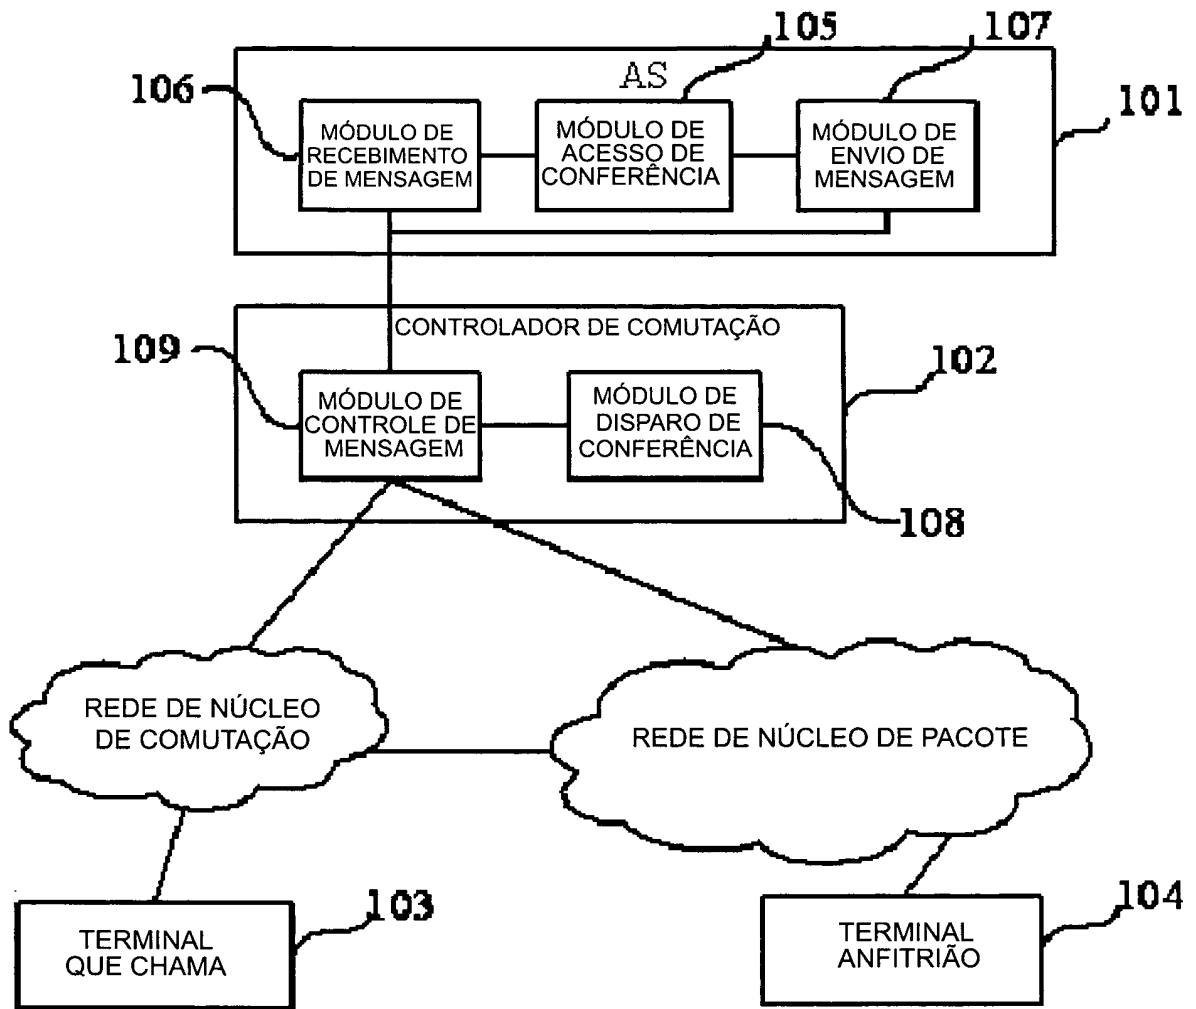 105
107
AS
106
101
MÓDULO DE
RECEBIMENTO
DE MENSAGEM
MÓDULO DE
ACESSO DE
CONFERÊNCIA
MÓDULO DE
ENVIO DE
MENSAGEM
CONTROLADOR DE COMUTAÇÃO
109
102
MÓDULO DE
CONTROLE DE
MENSAGEM
MÓDULO DE
DISPARO DE
CONFERÊNCIA
108
REDE DE NÚCLEO
DE COMUTAÇÃO
REDE DE NÚCLEO DE PACOTE
103
104
TERMINAL
QUE CHAMA
TERMINAL
ANFITRIÃO